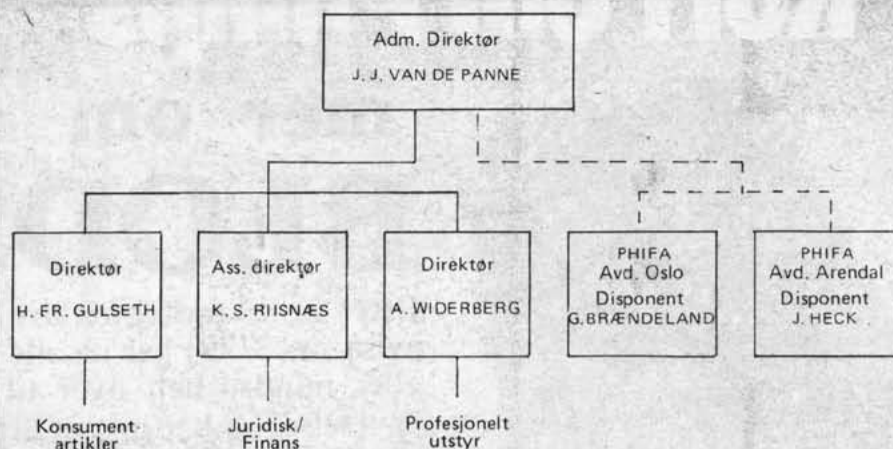 Adm. Direktør
J. J. VAN DE PANNE
Direktør
H. FR. GULSETH
Ass. direktør
K. S. RIISNÆS
Direktør
A. WIDERBERG
PHIFA
Avd. Oslo
Disponent
G.BRÆNDELAND
PHIFA
Avd. Arendal
Disponent
J. HECK
Konsument-
artikler
Juridisk/
Finans
Profesjonelt
utstyr